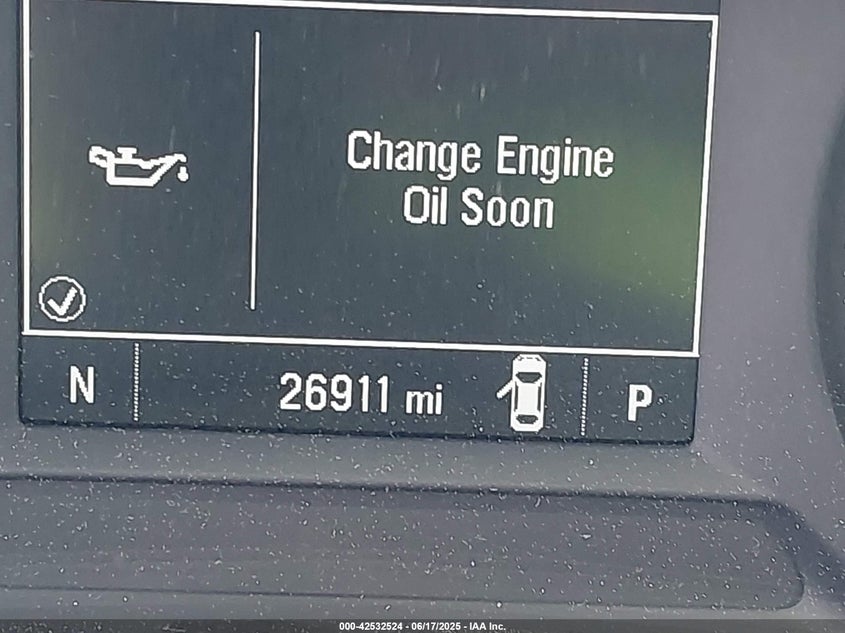 Change Engine
Oil Soon
N 26911 mi P
000-42532524 - 06/17/2025 - IAA Inc.